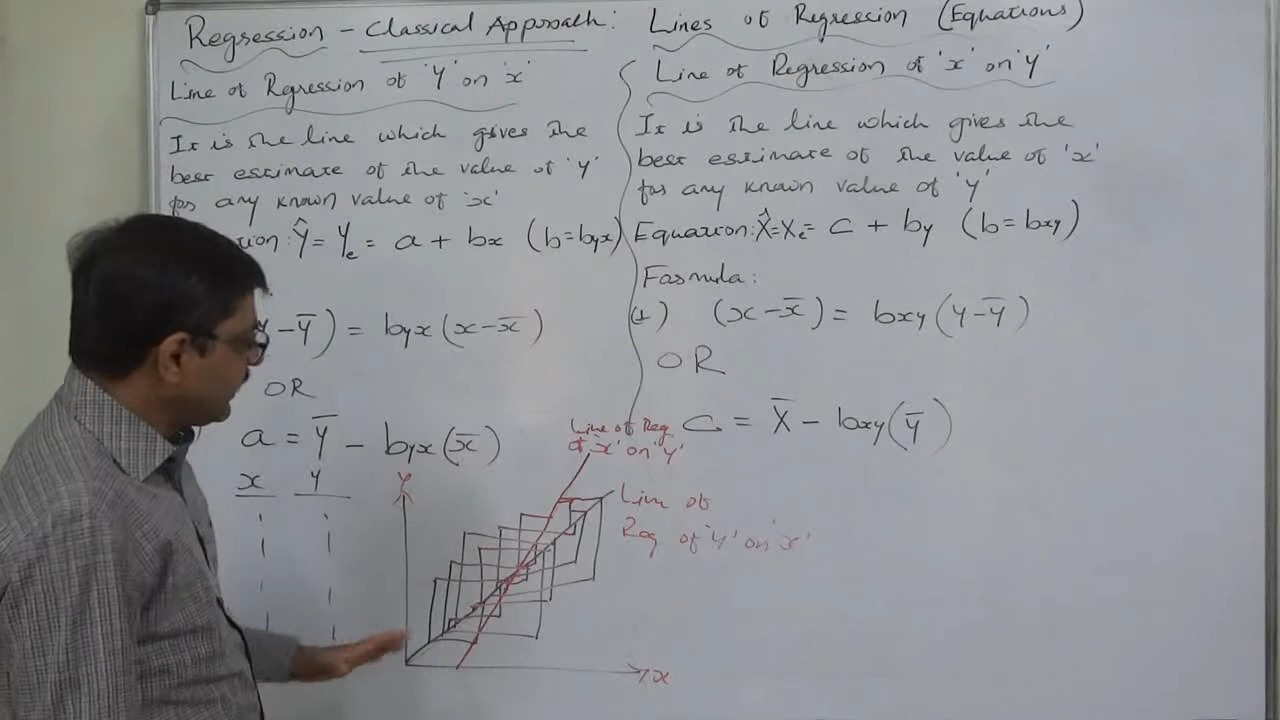 Regression - Classical Approach: Lines of Regression (Equations)
Line of Regression of 'Y' on 'x'
It is the line which gives the
best estimate of the value of 'y'
for any known value of 'x'
tion: Ŷ = Yₑ = a + bx (b = byx)
- ȳ) = byx (x - x̄)
OR
a = ȳ - byx (x̄)
x y
Line of Regression of 'x' on 'y'
It is the line which gives the
best estimate of the value of 'x'
for any known value of 'y'
Equation: X̂ = Xₑ = C + by (b = bxy)
Formula:
(1) (x - x̄) = bxy (y - ȳ)
OR
C = X̄ - bxy (ȳ)
Line of Reg
of 'x' on 'y'
Y
Line of
Reg of 'y' on 'x'
x